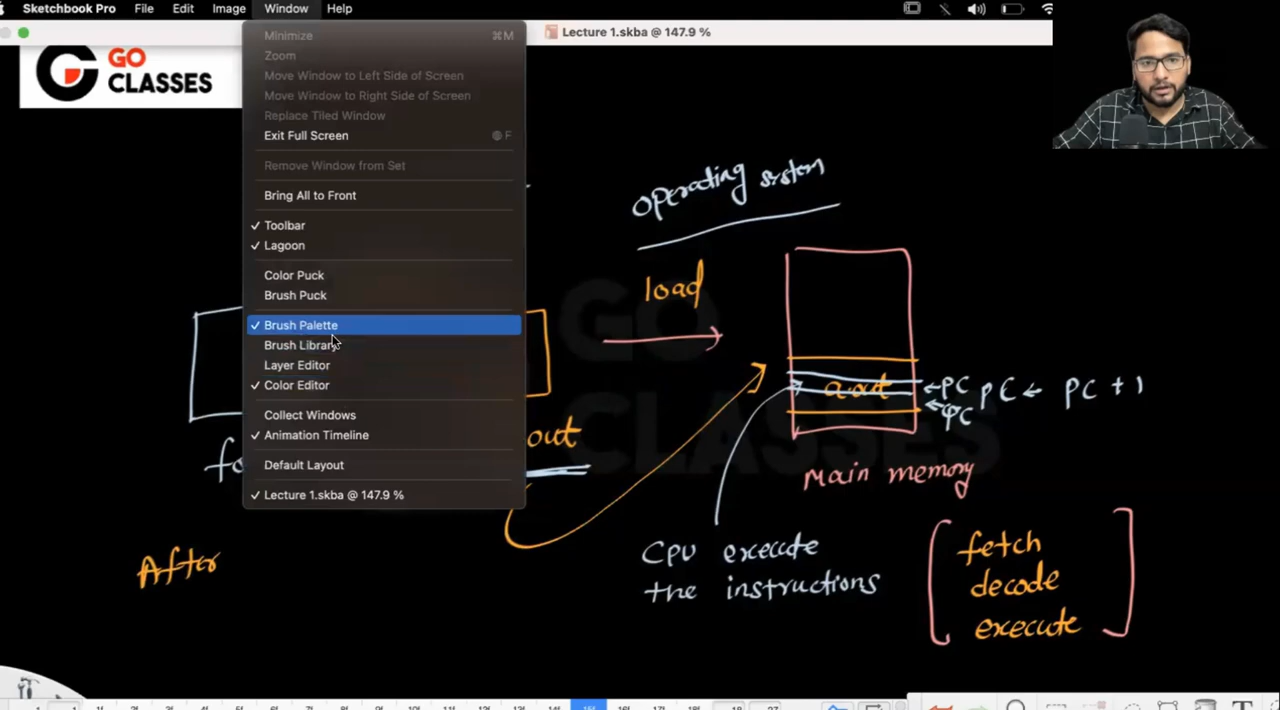 Sketchbook Pro File Edit Image Window Help
Lecture 1.skba @ 147.9 %
GO
CLASSES
Minimize ⌘M
Zoom
Move Window to Left Side of Screen
Move Window to Right Side of Screen
Replace Tiled Window
Exit Full Screen F
Remove Window from Set
Bring All to Front
✓ Toolbar
✓ Lagoon
Color Puck
Brush Puck
✓ Brush Palette
Brush Library
Layer Editor
✓ Color Editor
Collect Windows
✓ Animation Timeline
Default Layout
✓ Lecture 1.skba @ 147.9 %
operating system
load
GO
CLASSES
a.out
←PC
←PC
PC ← PC + 1
out
main memory
After
CPU execute
the instructions
fetch
decode
execute